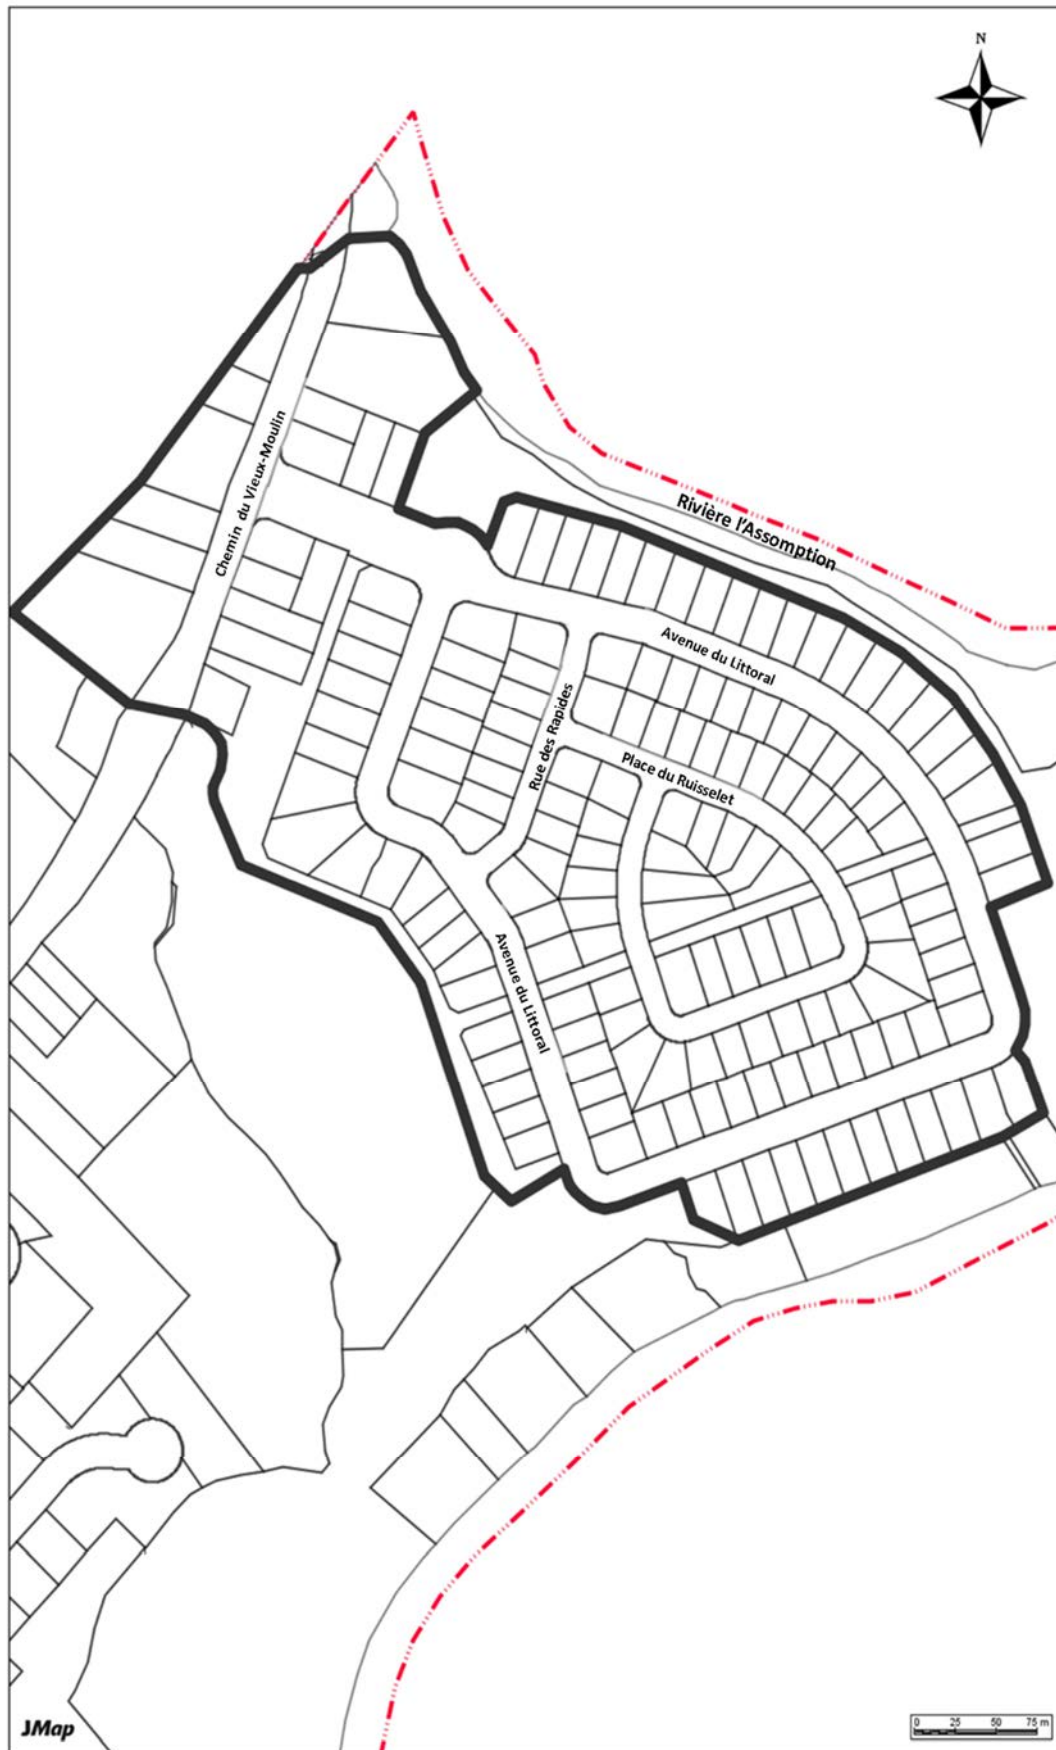 N
Chemin du Vieux-Moulin
Rivière l'Assomption
Avenue du Littoral
Rue des Rapides
Place du Ruisselet
Avenue du Littoral
JMap
0 25 50 75 m